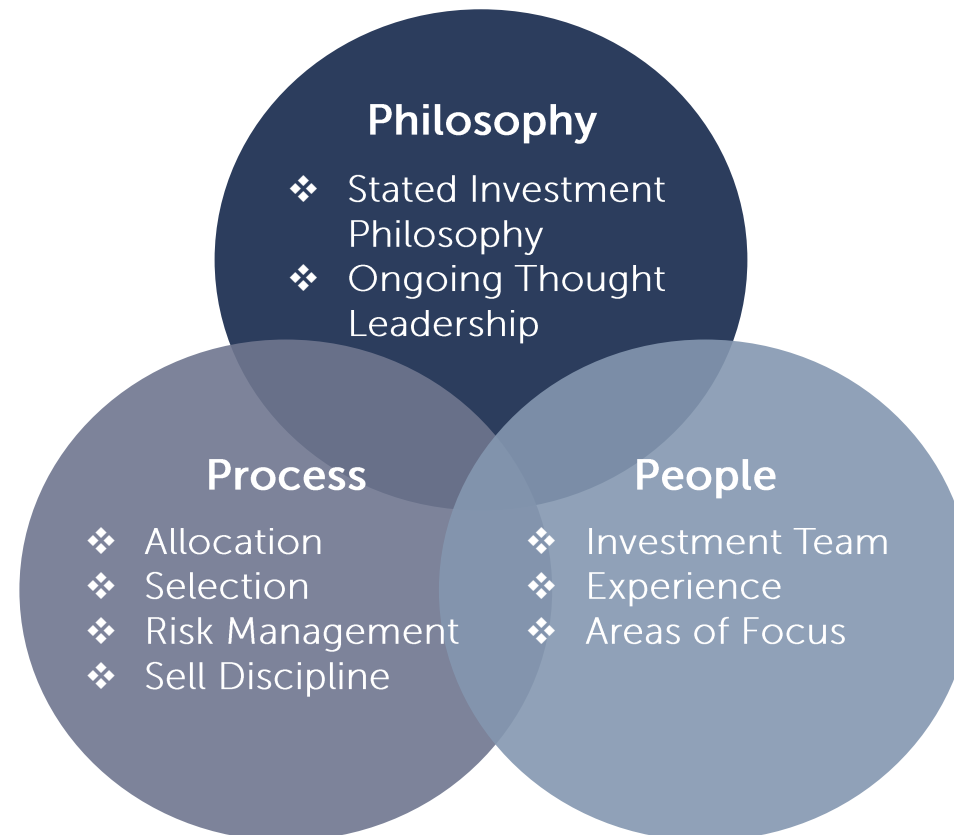 Philosophy
❖ Stated Investment
Philosophy
❖ Ongoing Thought
Leadership
Process
❖ Allocation
❖ Selection
❖ Risk Management
❖ Sell Discipline
People
❖ Investment Team
❖ Experience
❖ Areas of Focus